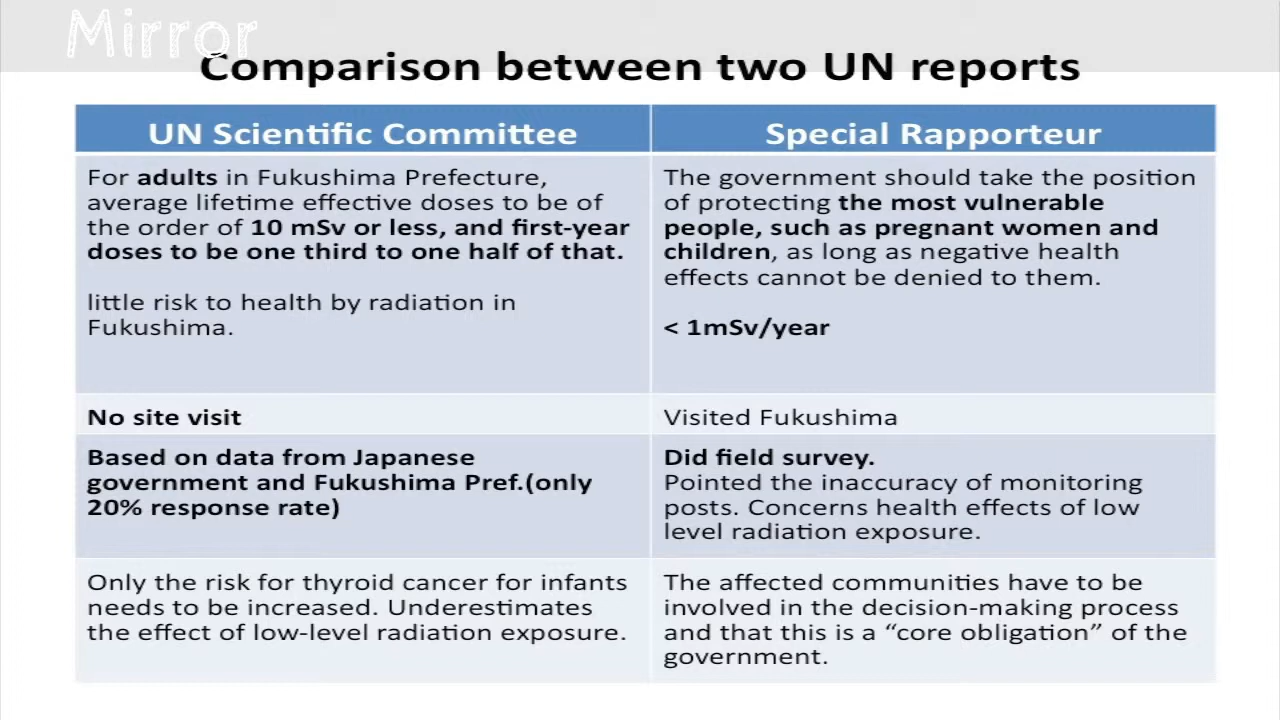 Mirror
Comparison between two UN reports
UN Scientific Committee
Special Rapporteur
For adults in Fukushima Prefecture,
average lifetime effective doses to be of
the order of 10 mSv or less, and first-year
doses to be one third to one half of that.
little risk to health by radiation in
Fukushima.
The government should take the position
of protecting the most vulnerable
people, such as pregnant women and
children, as long as negative health
effects cannot be denied to them.
< 1mSv/year
No site visit
Visited Fukushima
Based on data from Japanese
government and Fukushima Pref.(only
20% response rate)
Did field survey.
Pointed the inaccuracy of monitoring
posts. Concerns health effects of low
level radiation exposure.
Only the risk for thyroid cancer for infants
needs to be increased. Underestimates
the effect of low-level radiation exposure.
The affected communities have to be
involved in the decision-making process
and that this is a “core obligation” of the
government.